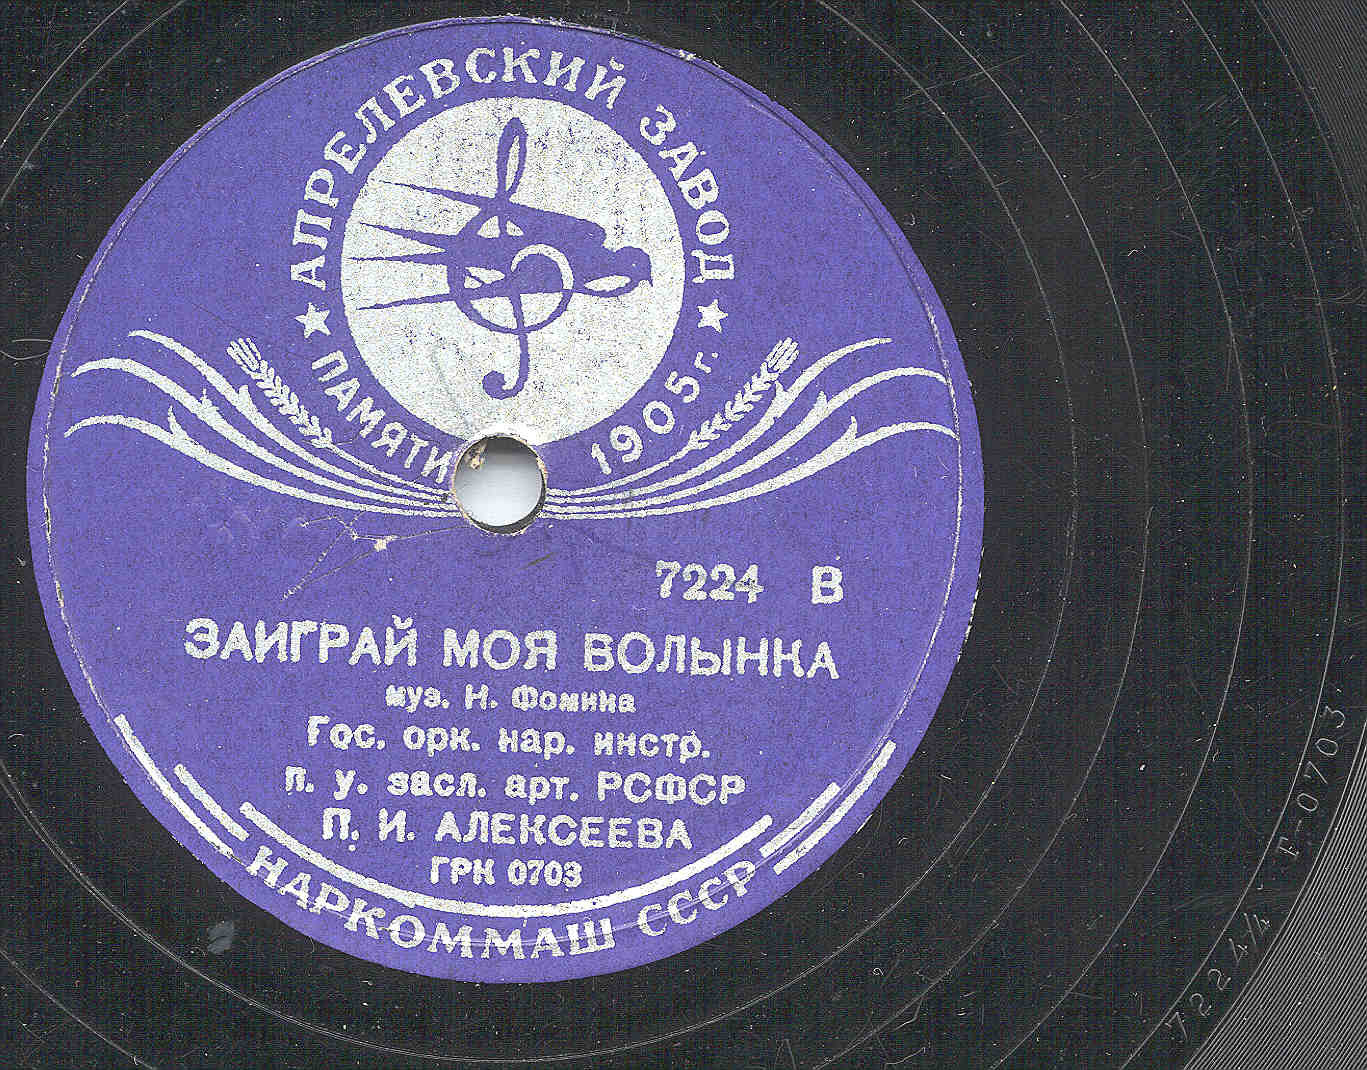 АПРЕЛЕВСКИЙ ЗАВОД
ПАМЯТИ 1905 г.
7224 В
ЗАИГРАЙ МОЯ ВОЛЫНКА
муз. Н. Фомина
Гос. орк. нар. инстр.
п. у. засл. арт. РСФСР
П. И. АЛЕКСЕЕВА
ГРК 0703
НАРКОММАШ СССР
7224/4 Г-0703